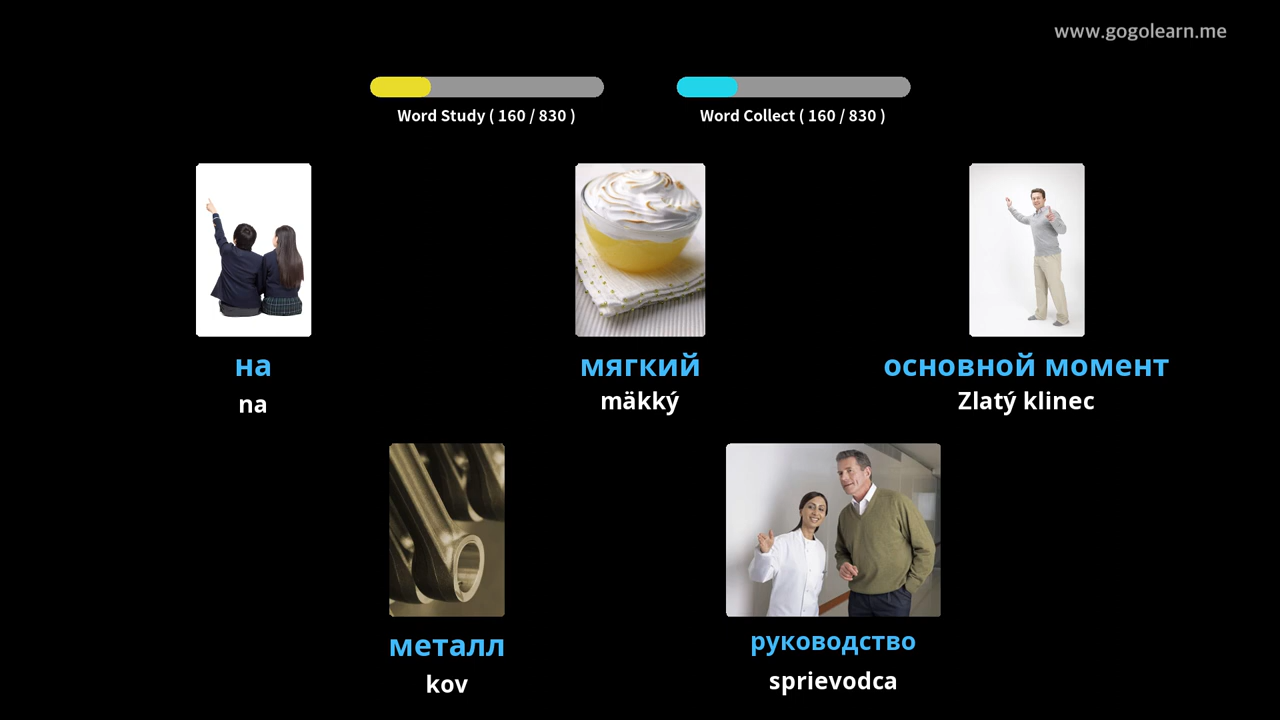 www.gogolearn.me
Word Study ( 160 / 830 )
Word Collect ( 160 / 830 )
на
na
мягкий
mäkký
основной момент
Zlatý klinec
металл
kov
руководство
sprievodca